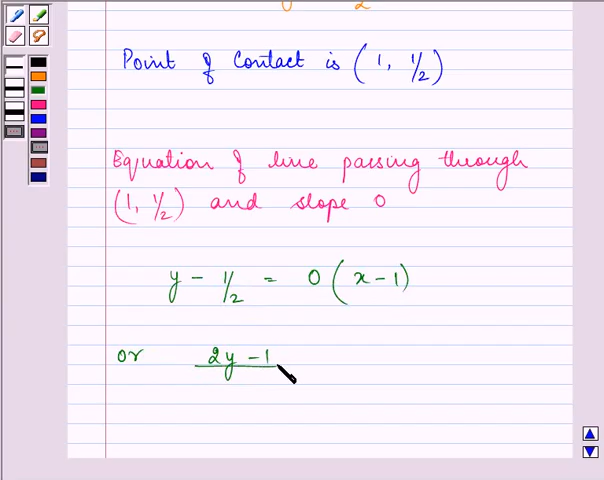 y 2
Point of Contact is (1, 1/2)
Equation of line passing through
(1, 1/2) and slope 0
y - 1/2 = 0 (x - 1)
or 2y - 1